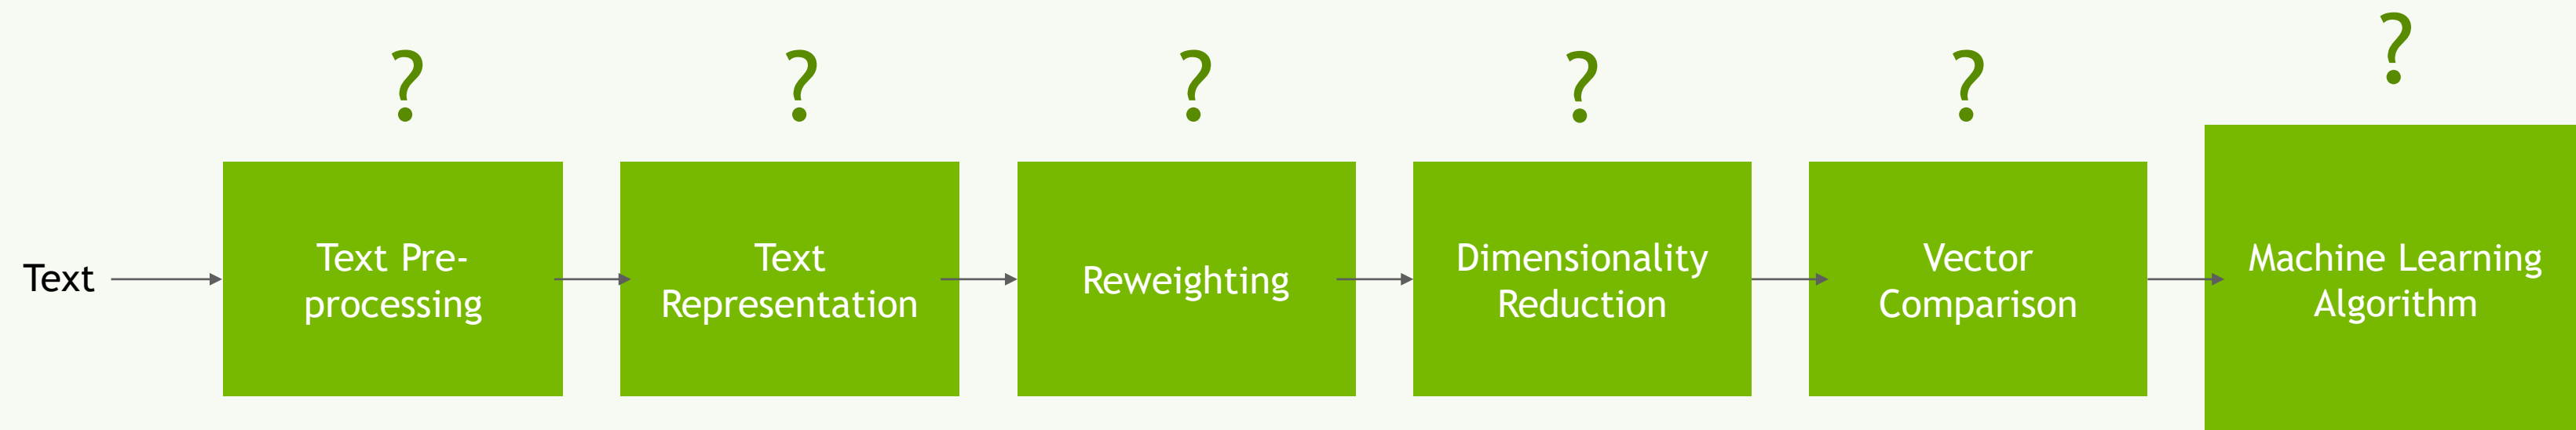 ?
?
?
?
?
?
Text
Text Pre-
processing
Text
Representation
Reweighting
Dimensionality
Reduction
Vector
Comparison
Machine Learning
Algorithm